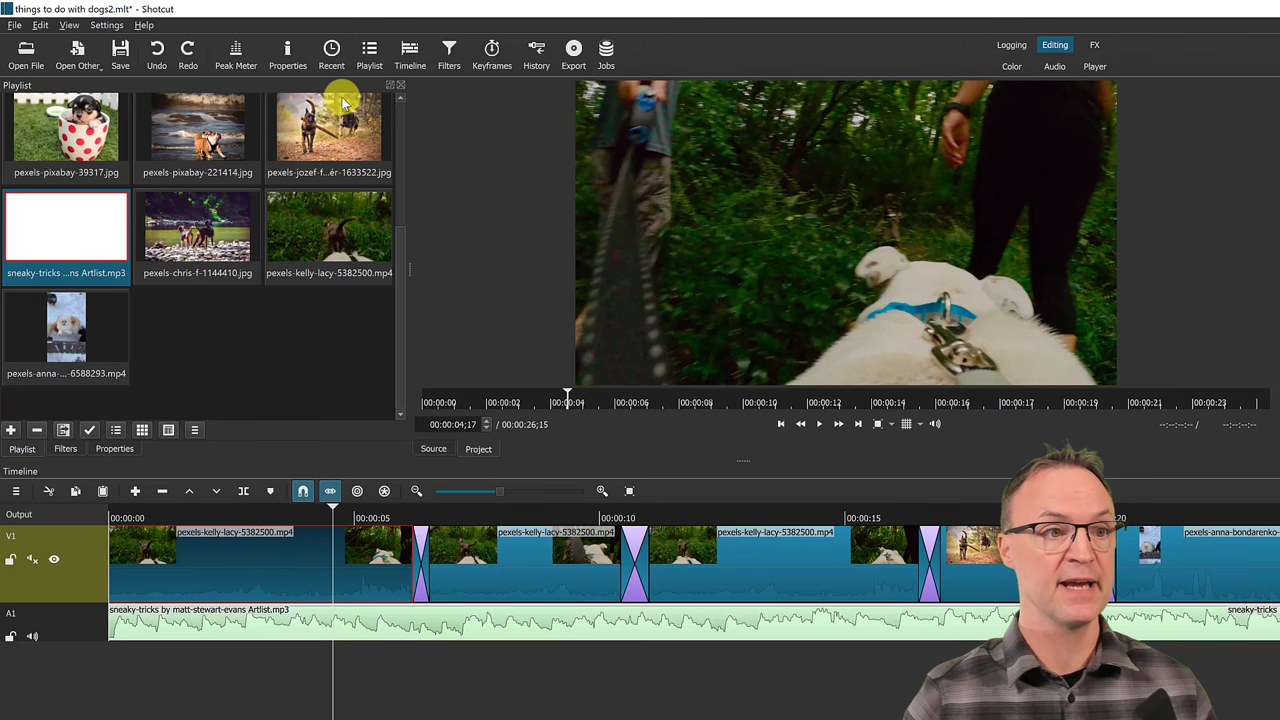 things to do with dogs2.mlt* - Shotcut
File Edit View Settings Help
Open File Open Other Save Undo Redo Peak Meter Properties Recent Playlist Timeline Filters Keyframes History Export Jobs
Logging Editing FX
Color Audio Player
Playlist
pexels-pixabay-39317.jpg pexels-pixabay-221414.jpg pexels-jozef-f...ér-1633522.jpg
sneaky-tricks ...ns Artlist.mp3 pexels-chris-f-1144410.jpg pexels-kelly-lacy-5382500.mp4
pexels-anna-...-6588293.mp4
00:00:00 00:00:02 00:00:04 00:00:06 00:00:08 00:00:10 00:00:12 00:00:14 00:00:16 00:00:17 00:00:19 00:00:21 00:00:23
00:00:04;17 / 00:00:26;15 --:--:--;-- / --:--:--;--
Playlist Filters Properties
Source Project
Timeline
Output 00:00:00 00:00:05 00:00:10 00:00:15 :20
V1 pexels-kelly-lacy-5382500.mp4 pexels-kelly-lacy-5382500.mp4 pexels-kelly-lacy-5382500.mp4 pexels-anna-bondarenko-
A1 sneaky-tricks by matt-stewart-evans Artlist.mp3 sneaky-tricks